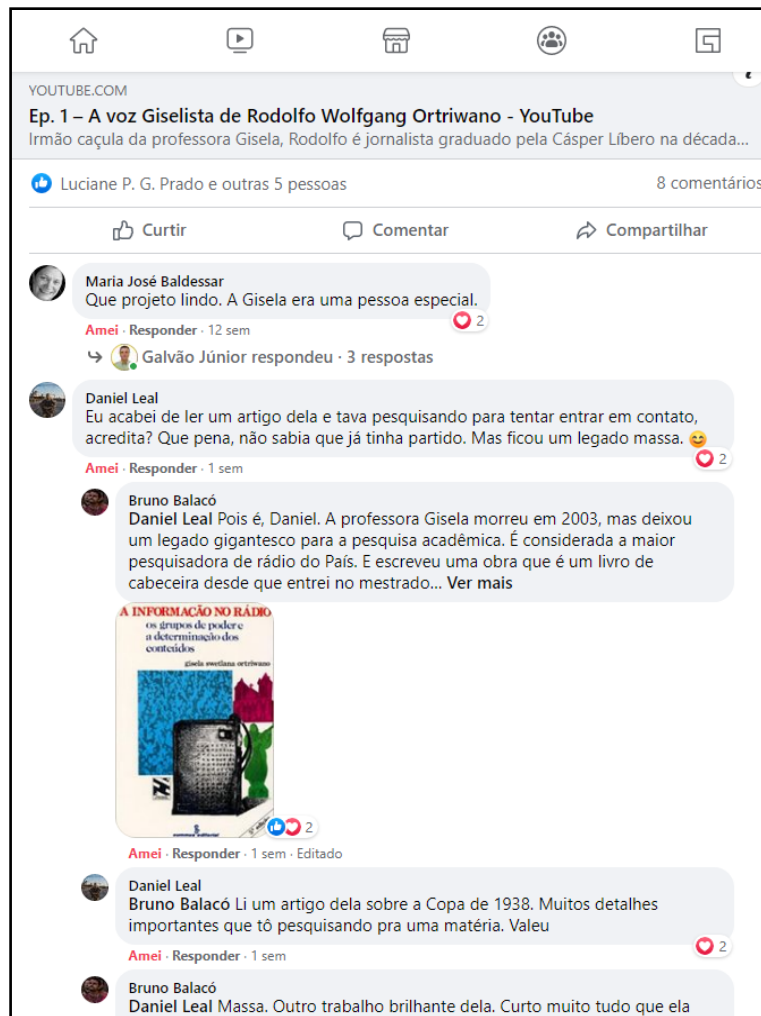 YOUTUBE.COM
Ep. 1 – A voz Giselista de Rodolfo Wolfgang Ortriwano - YouTube
Irmão caçula da professora Gisela, Rodolfo é jornalista graduado pela Cásper Líbero na década...
Luciane P. G. Prado e outras 5 pessoas
8 comentários
Curtir
Comentar
Compartilhar
Maria José Baldessar
Que projeto lindo. A Gisela era uma pessoa especial.
2
Amei · Responder · 12 sem
Galvão Júnior respondeu · 3 respostas
Daniel Leal
Eu acabei de ler um artigo dela e tava pesquisando para tentar entrar em contato,
acredita? Que pena, não sabia que já tinha partido. Mas ficou um legado massa. 😊
2
Amei · Responder · 1 sem
Bruno Balacó
Daniel Leal Pois é, Daniel. A professora Gisela morreu em 2003, mas deixou
um legado gigantesco para a pesquisa acadêmica. É considerada a maior
pesquisadora de rádio do País. E escreveu uma obra que é um livro de
cabeceira desde que entrei no mestrado... Ver mais
A INFORMAÇÃO NO RÁDIO
os grupos de poder e
a determinação dos
conteúdos
gisela swetlana ortriwano
summus editorial
2
Amei · Responder · 1 sem · Editado
Daniel Leal
Bruno Balacó Li um artigo dela sobre a Copa de 1938. Muitos detalhes
importantes que tô pesquisando pra uma matéria. Valeu
2
Amei · Responder · 1 sem
Bruno Balacó
Daniel Leal Massa. Outro trabalho brilhante dela. Curto muito tudo que ela